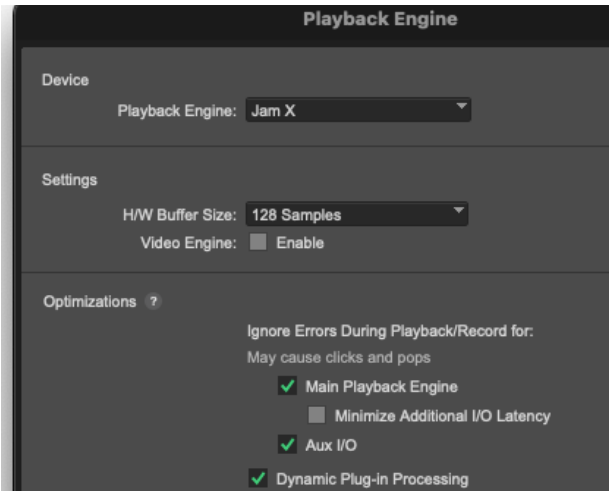 Playback Engine
Device
Playback Engine: Jam X
Settings
H/W Buffer Size: 128 Samples
Video Engine: Enable
Optimizations ?
Ignore Errors During Playback/Record for:
May cause clicks and pops
Main Playback Engine
Minimize Additional I/O Latency
Aux I/O
Dynamic Plug-in Processing